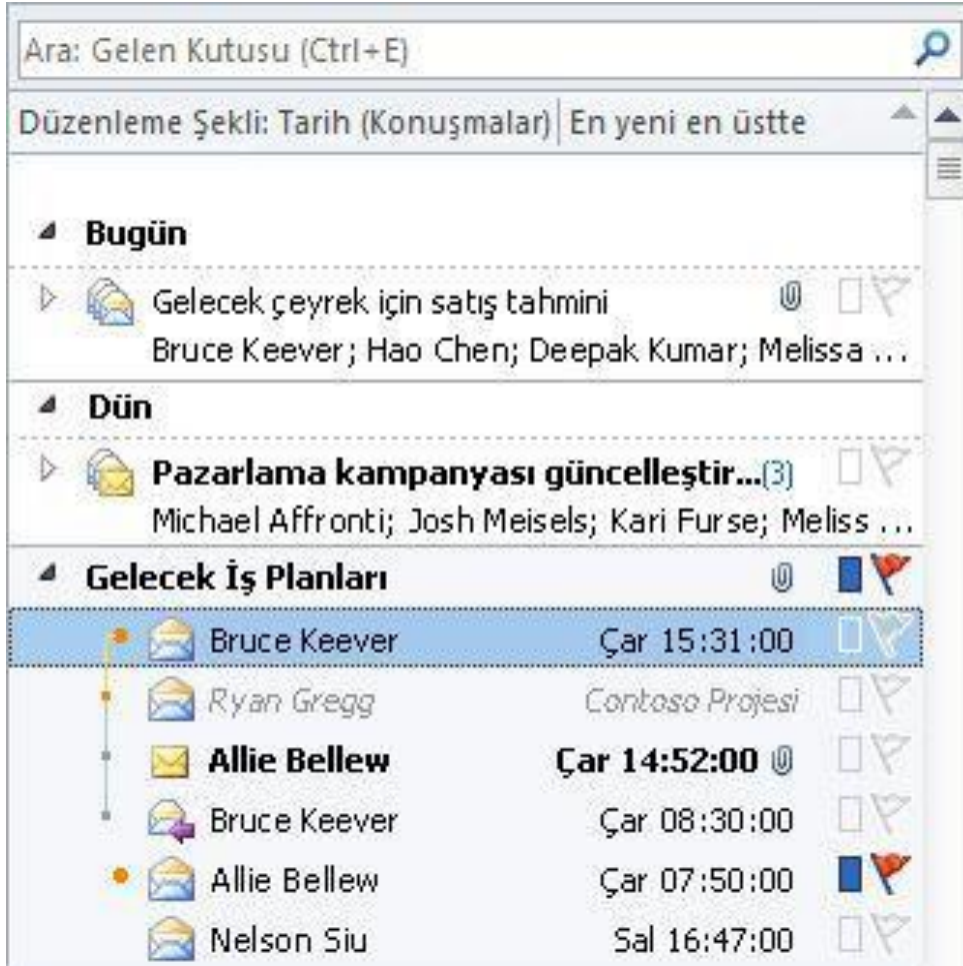 Ara: Gelen Kutusu (Ctrl+E)
Düzenleme Şekli: Tarih (Konuşmalar) En yeni en üstte
Bugün
Gelecek çeyrek için satış tahmini
Bruce Keever; Hao Chen; Deepak Kumar; Melissa ...
Dün
Pazarlama kampanyası güncelleştir...(3)
Michael Affronti; Josh Meisels; Kari Furse; Meliss ...
Gelecek İş Planları
Bruce Keever Çar 15:31:00
Ryan Gregg Contoso Projesi
Allie Bellew Çar 14:52:00
Bruce Keever Çar 08:30:00
Allie Bellew Çar 07:50:00
Nelson Siu Sal 16:47:00